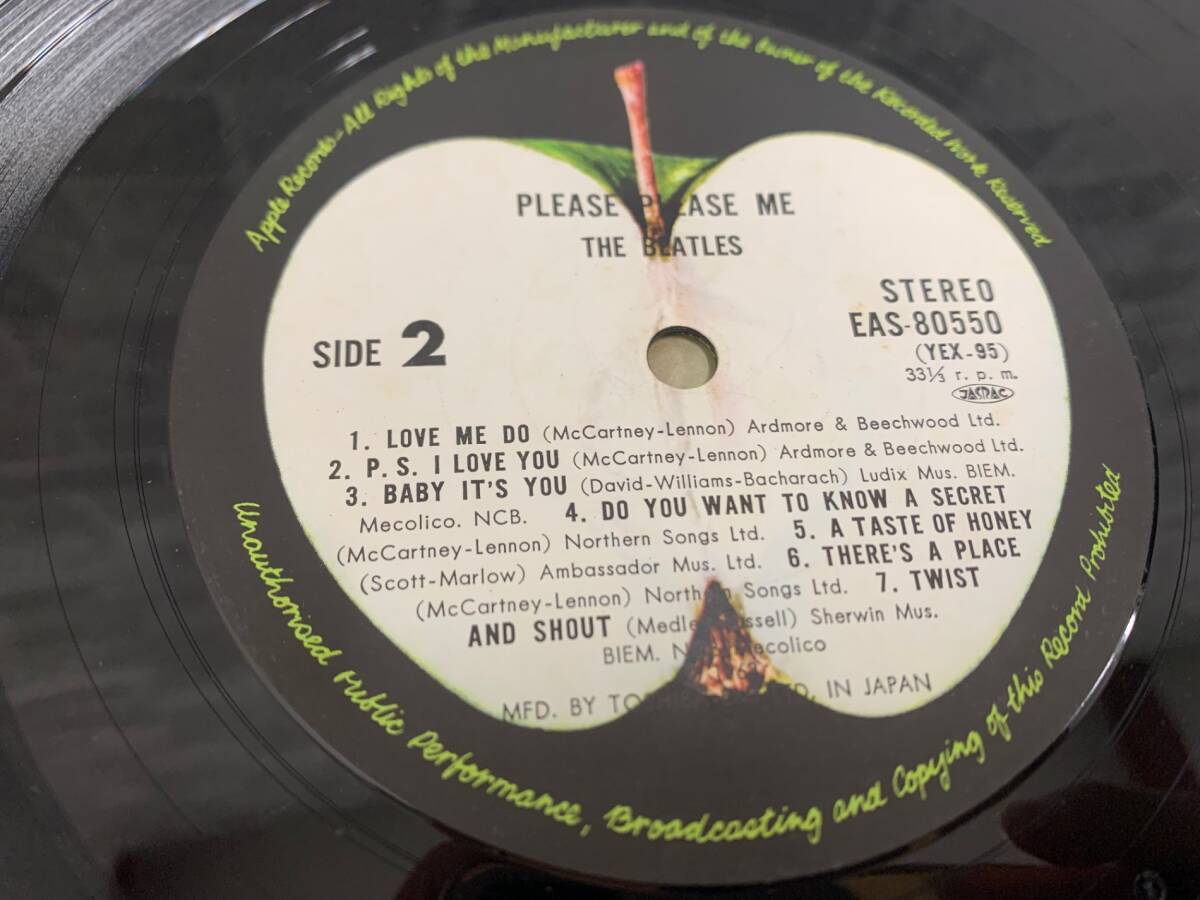 Apple Records-All Rights of the Manufacturer and of the Owner of the Recorded Work Reserved
PLEASE PLEASE ME
THE BEATLES
STEREO
EAS-80550
(YEX-95)
33⅓ r. p. m.
JASRAC
SIDE 2
1. LOVE ME DO (McCartney-Lennon) Ardmore & Beechwood Ltd.
2. P. S. I LOVE YOU (McCartney-Lennon) Ardmore & Beechwood Ltd.
3. BABY IT'S YOU (David-Williams-Bacharach) Ludix Mus. BIEM.
Mecolico. NCB. 4. DO YOU WANT TO KNOW A SECRET
(McCartney-Lennon) Northern Songs Ltd. 5. A TASTE OF HONEY
(Scott-Marlow) Ambassador Mus. Ltd. 6. THERE'S A PLACE
(McCartney-Lennon) Northern Songs Ltd. 7. TWIST
AND SHOUT (Medley-Russell) Sherwin Mus.
BIEM. Mecolico
MFD. BY IN JAPAN
Unauthorised Public Performance, Broadcasting and Copying of this Record Prohibited